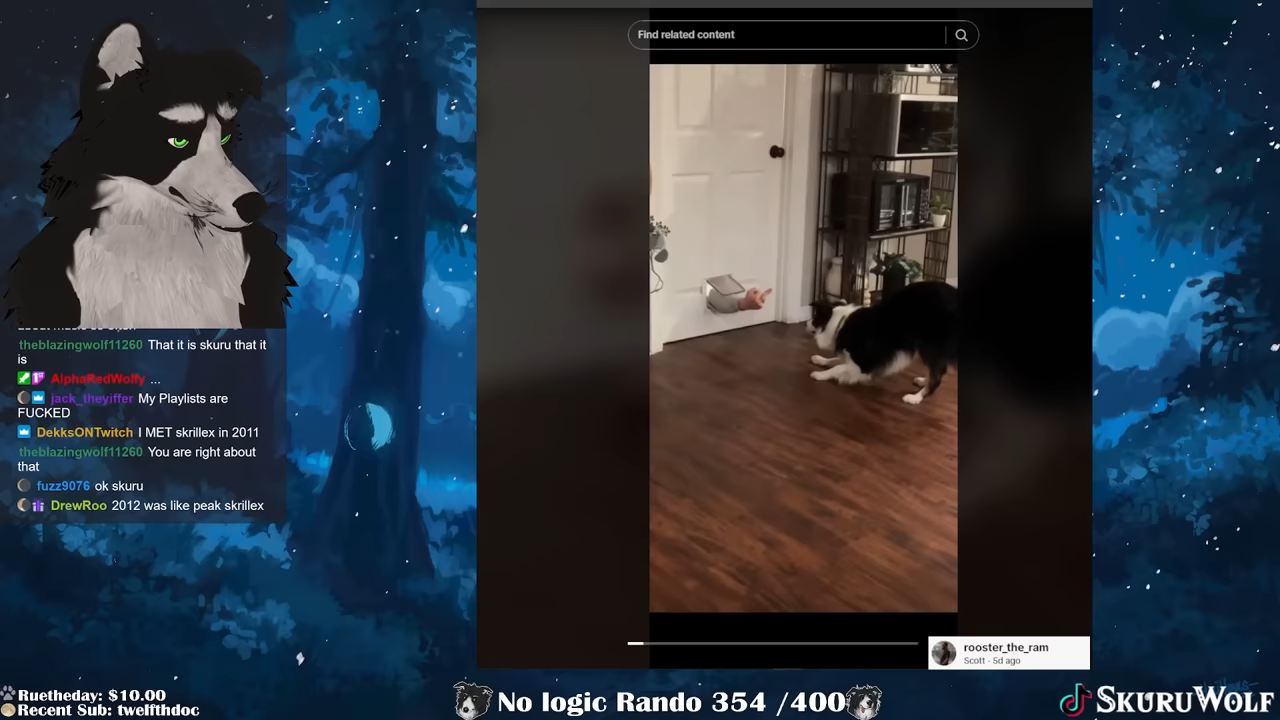 Find related content
theblazingwolf11260 That it is skuru that it
is
AlphaRedWolfy ...
jack_theyiffer My Playlists are
FUCKED
DekksONTwitch I MET skrillex in 2011
theblazingwolf11260 You are right about
that
fuzz9076 ok skuru
DrewRoo 2012 was like peak skrillex
rooster_the_ram
Scott · 5d ago
Ruetheday: $10.00
Recent Sub: twelfthdoc
No logic Rando 354 /400
SkuruWolf